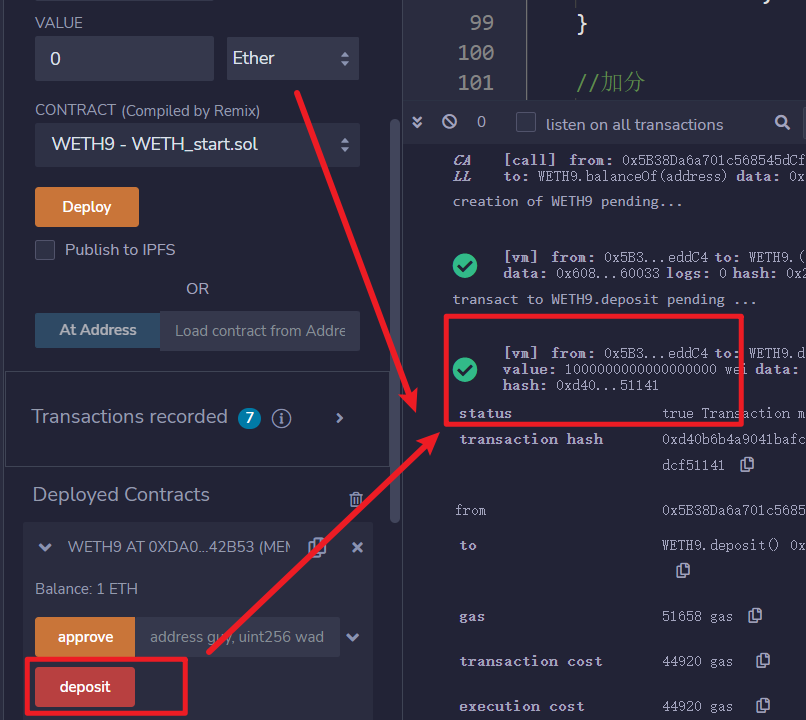 VALUE
0
Ether
CONTRACT (Compiled by Remix)
WETH9 - WETH_start.sol
Deploy
Publish to IPFS
OR
At Address
Load contract from Addre
Transactions recorded 7
Deployed Contracts
WETH9 AT 0XDA0...42B53 (MEM
Balance: 1 ETH
approve
address guy, uint256 wad
deposit
99
}
100
101
//加分
0
listen on all transactions
CA
LL
[call] from: 0x5B38Da6a701c568545dCf
to: WETH9.balanceOf(address) data: 0x
creation of WETH9 pending...
[vm] from: 0x5B3...eddC4 to: WETH9.(
data: 0x608...60033 logs: 0 hash: 0x2
transact to WETH9.deposit pending ...
[vm] from: 0x5B3...eddC4 to: WETH9.d
value: 1000000000000000000 wei data:
hash: 0xd40...51141
status true Transaction m
transaction hash 0xd40b6b4a9041bafc
dcf51141
from 0x5B38Da6a701c5685
to WETH9.deposit() 0x
gas 51658 gas
transaction cost 44920 gas
execution cost 44920 gas